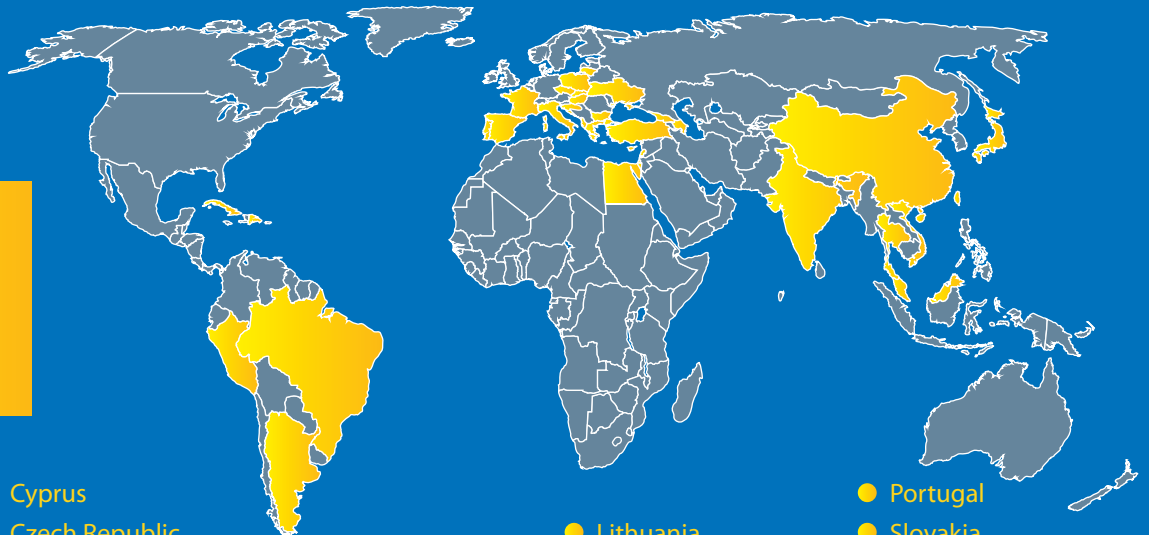 Cyprus
Portugal
Czech Republic
Lithuania
Slovakia